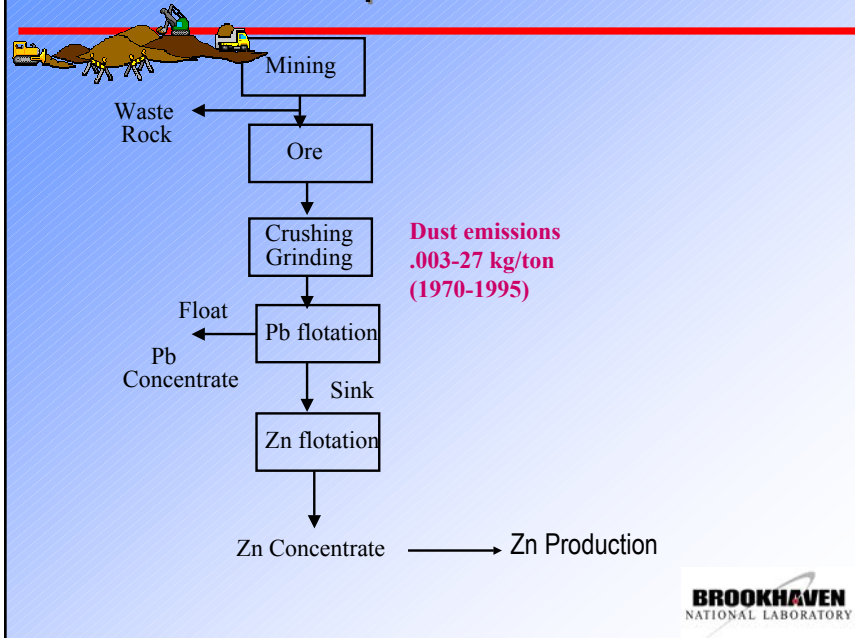 Mining
Waste
Rock
Ore
Crushing
Grinding
Dust emissions
.003-27 kg/ton
(1970-1995)
Float
Pb flotation
Pb
Concentrate
Sink
Zn flotation
Zn Concentrate
Zn Production
BROOKHAVEN
NATIONAL LABORATORY